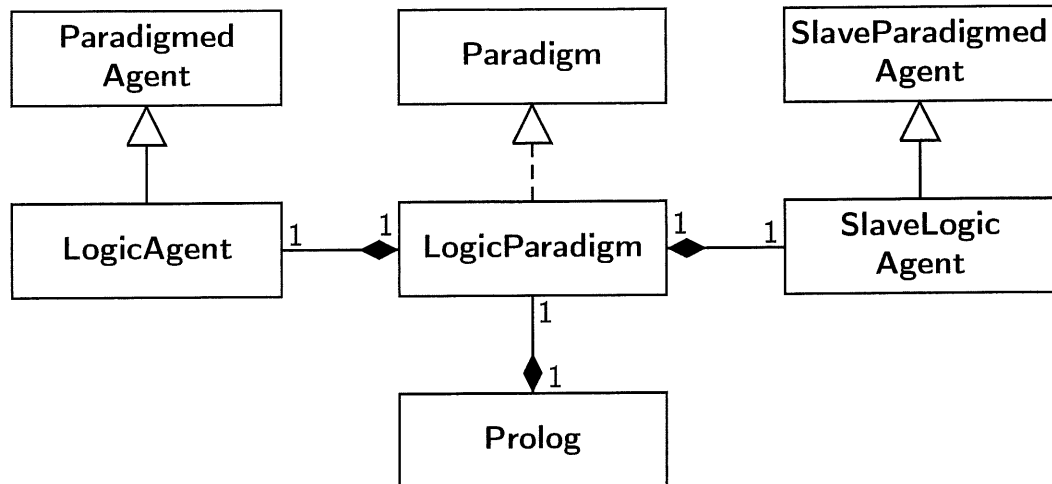 Paradigmed
Agent
Paradigm
SlaveParadigmed
Agent
LogicAgent
1
1
LogicParadigm
1
1
SlaveLogic
Agent
1
1
Prolog